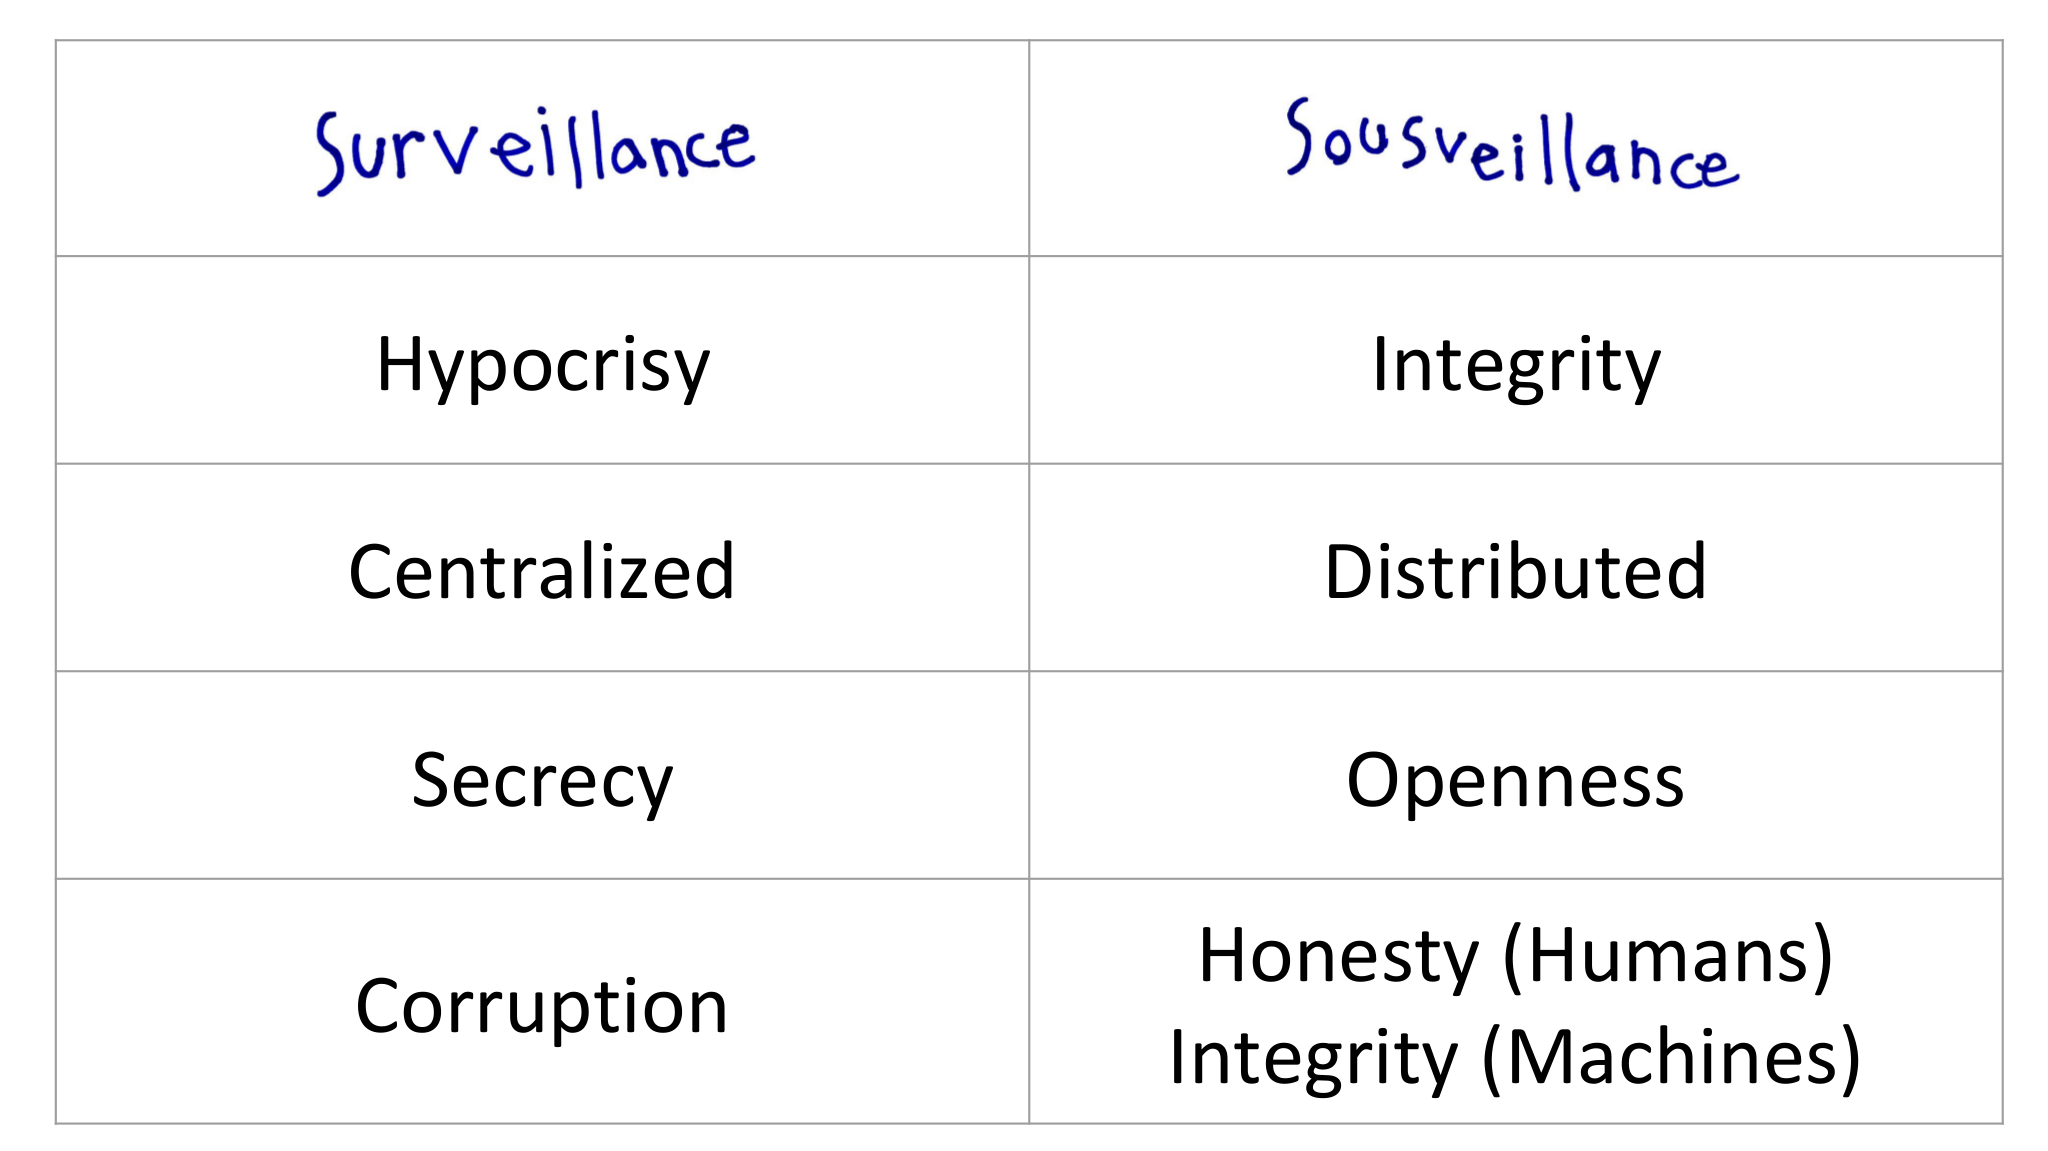 Surveillance Sousveillance
Hypocrisy Integrity
Centralized Distributed
Secrecy Openness
Corruption Honesty (Humans)
Integrity (Machines)